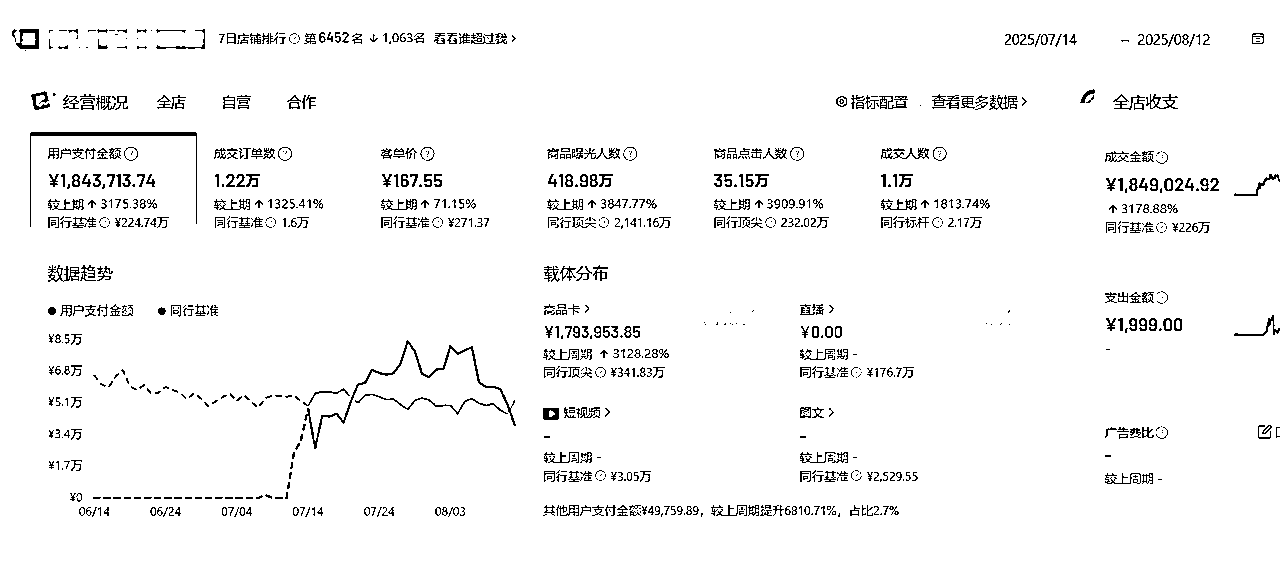 7日店铺排行 第6452名 ↓ 1,063名 看看谁超过我 >
2025/07/14 – 2025/08/12
经营概况 全店 自营 合作
指标配置 查看更多数据 >
全店收支
用户支付金额 ?
¥1,843,713.74
较上期 ↑ 3175.38%
同行基准 ¥224.74万
成交订单数 ?
1.22万
较上期 ↑ 1325.41%
同行基准 1.6万
客单价 ?
¥167.55
较上期 ↑ 71.15%
同行基准 ¥271.37
商品曝光人数 ?
418.98万
较上期 ↑ 3847.77%
同行顶尖 2,141.16万
商品点击人数 ?
35.15万
较上期 ↑ 3909.91%
同行顶尖 232.02万
成交人数 ?
1.1万
较上期 ↑ 1813.74%
同行标杆 2.17万
成交金额
¥1,849,024.92
↑ 3178.88%
同行基准 ¥226万
数据趋势
● 用户支付金额 ● 同行基准
¥8.5万
¥6.8万
¥5.1万
¥3.4万
¥1.7万
¥0
06/14 06/24 07/04 07/14 07/24 08/03
载体分布
商品卡 >
¥1,793,953.85
较上周期 ↑ 3128.28%
同行顶尖 ¥341.83万
直播 >
¥0.00
较上周期 -
同行基准 ¥176.7万
短视频 >
–
较上周期 -
同行基准 ¥3.05万
图文 >
–
较上周期 -
同行基准 ¥2,529.55
其他用户支付金额¥49,759.89，较上周期提升6810.71%，占比2.7%
支出金额
¥1,999.00
-
广告费比
–
较上周期 -